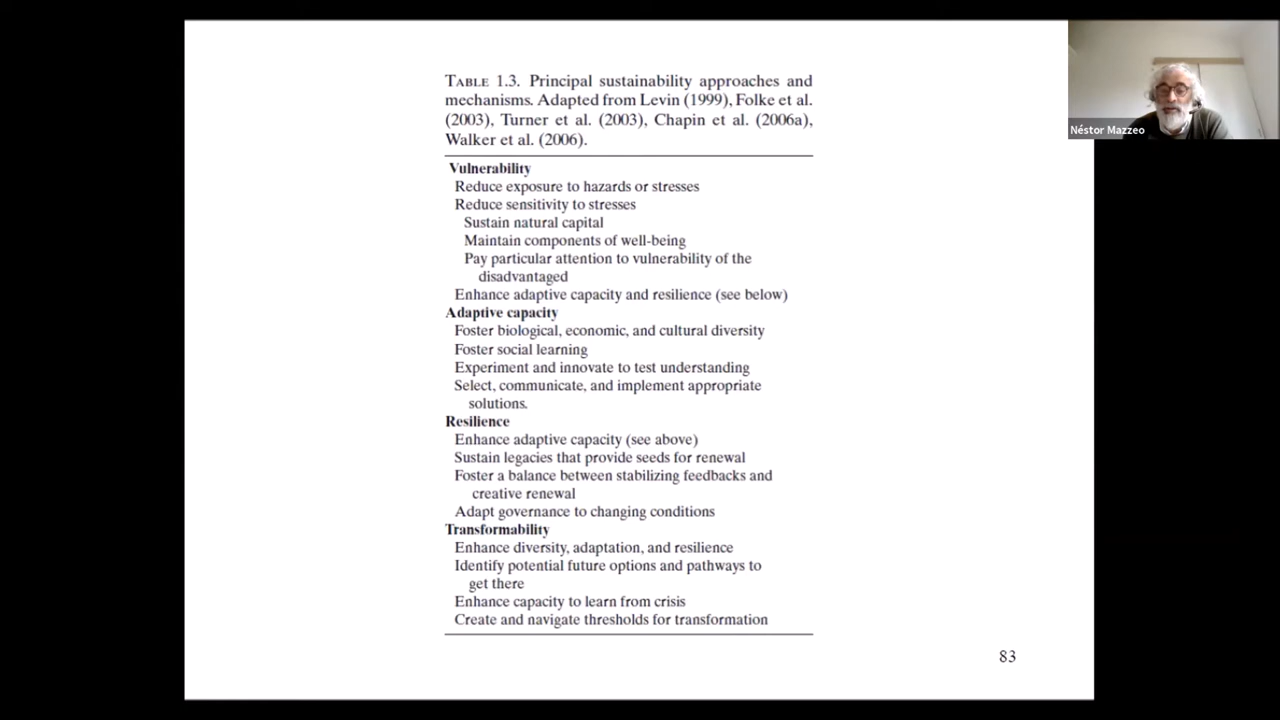 TABLE 1.3. Principal sustainability approaches and
mechanisms. Adapted from Levin (1999), Folke et al.
(2003), Turner et al. (2003), Chapin et al. (2006a),
Walker et al. (2006).
Vulnerability
Reduce exposure to hazards or stresses
Reduce sensitivity to stresses
Sustain natural capital
Maintain components of well-being
Pay particular attention to vulnerability of the
disadvantaged
Enhance adaptive capacity and resilience (see below)
Adaptive capacity
Foster biological, economic, and cultural diversity
Foster social learning
Experiment and innovate to test understanding
Select, communicate, and implement appropriate
solutions.
Resilience
Enhance adaptive capacity (see above)
Sustain legacies that provide seeds for renewal
Foster a balance between stabilizing feedbacks and
creative renewal
Adapt governance to changing conditions
Transformability
Enhance diversity, adaptation, and resilience
Identify potential future options and pathways to
get there
Enhance capacity to learn from crisis
Create and navigate thresholds for transformation
83
Néstor Mazzeo